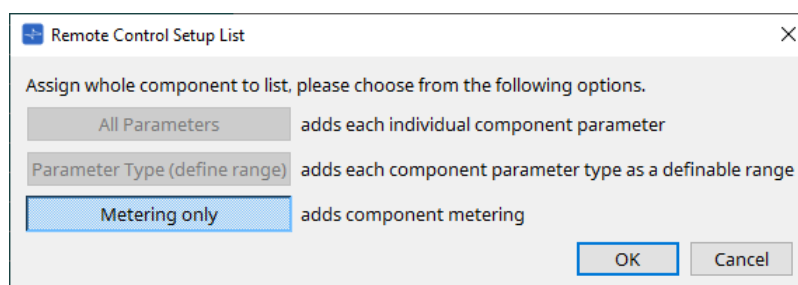 Remote Control Setup List
Assign whole component to list, please choose from the following options.
All Parameters adds each individual component parameter
Parameter Type (define range) adds each component parameter type as a definable range
Metering only adds component metering
OK Cancel